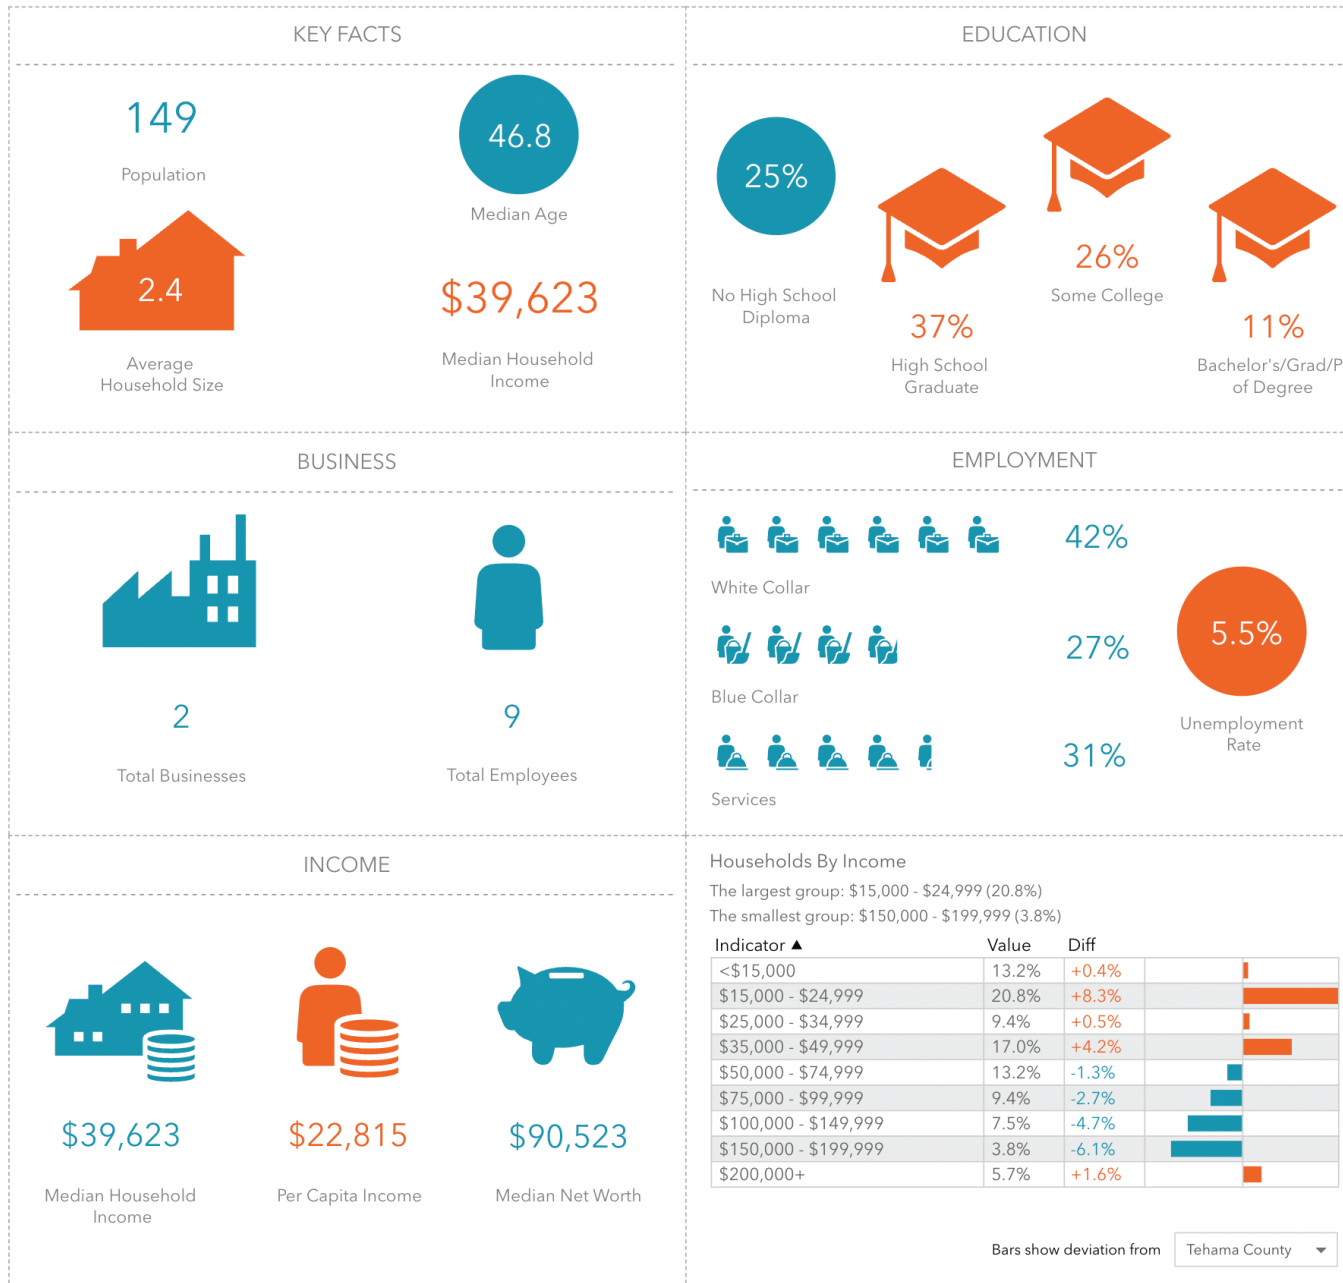 KEY FACTS
149
Population
46.8
Median Age
2.4
Average
Household Size
$39,623
Median Household
Income
EDUCATION
25%
No High School
Diploma
37%
High School
Graduate
26%
Some College
11%
Bachelor's/Grad/P
of Degree
BUSINESS
2
Total Businesses
9
Total Employees
EMPLOYMENT
42%
White Collar
27%
Blue Collar
31%
Services
5.5%
Unemployment
Rate
INCOME
$39,623
Median Household
Income
$22,815
Per Capita Income
$90,523
Median Net Worth
Households By Income
The largest group: $15,000 - $24,999 (20.8%)
The smallest group: $150,000 - $199,999 (3.8%)
Indicator ▲ Value Diff
<$15,000 13.2% +0.4%
$15,000 - $24,999 20.8% +8.3%
$25,000 - $34,999 9.4% +0.5%
$35,000 - $49,999 17.0% +4.2%
$50,000 - $74,999 13.2% -1.3%
$75,000 - $99,999 9.4% -2.7%
$100,000 - $149,999 7.5% -4.7%
$150,000 - $199,999 3.8% -6.1%
$200,000+ 5.7% +1.6%
Bars show deviation from Tehama County